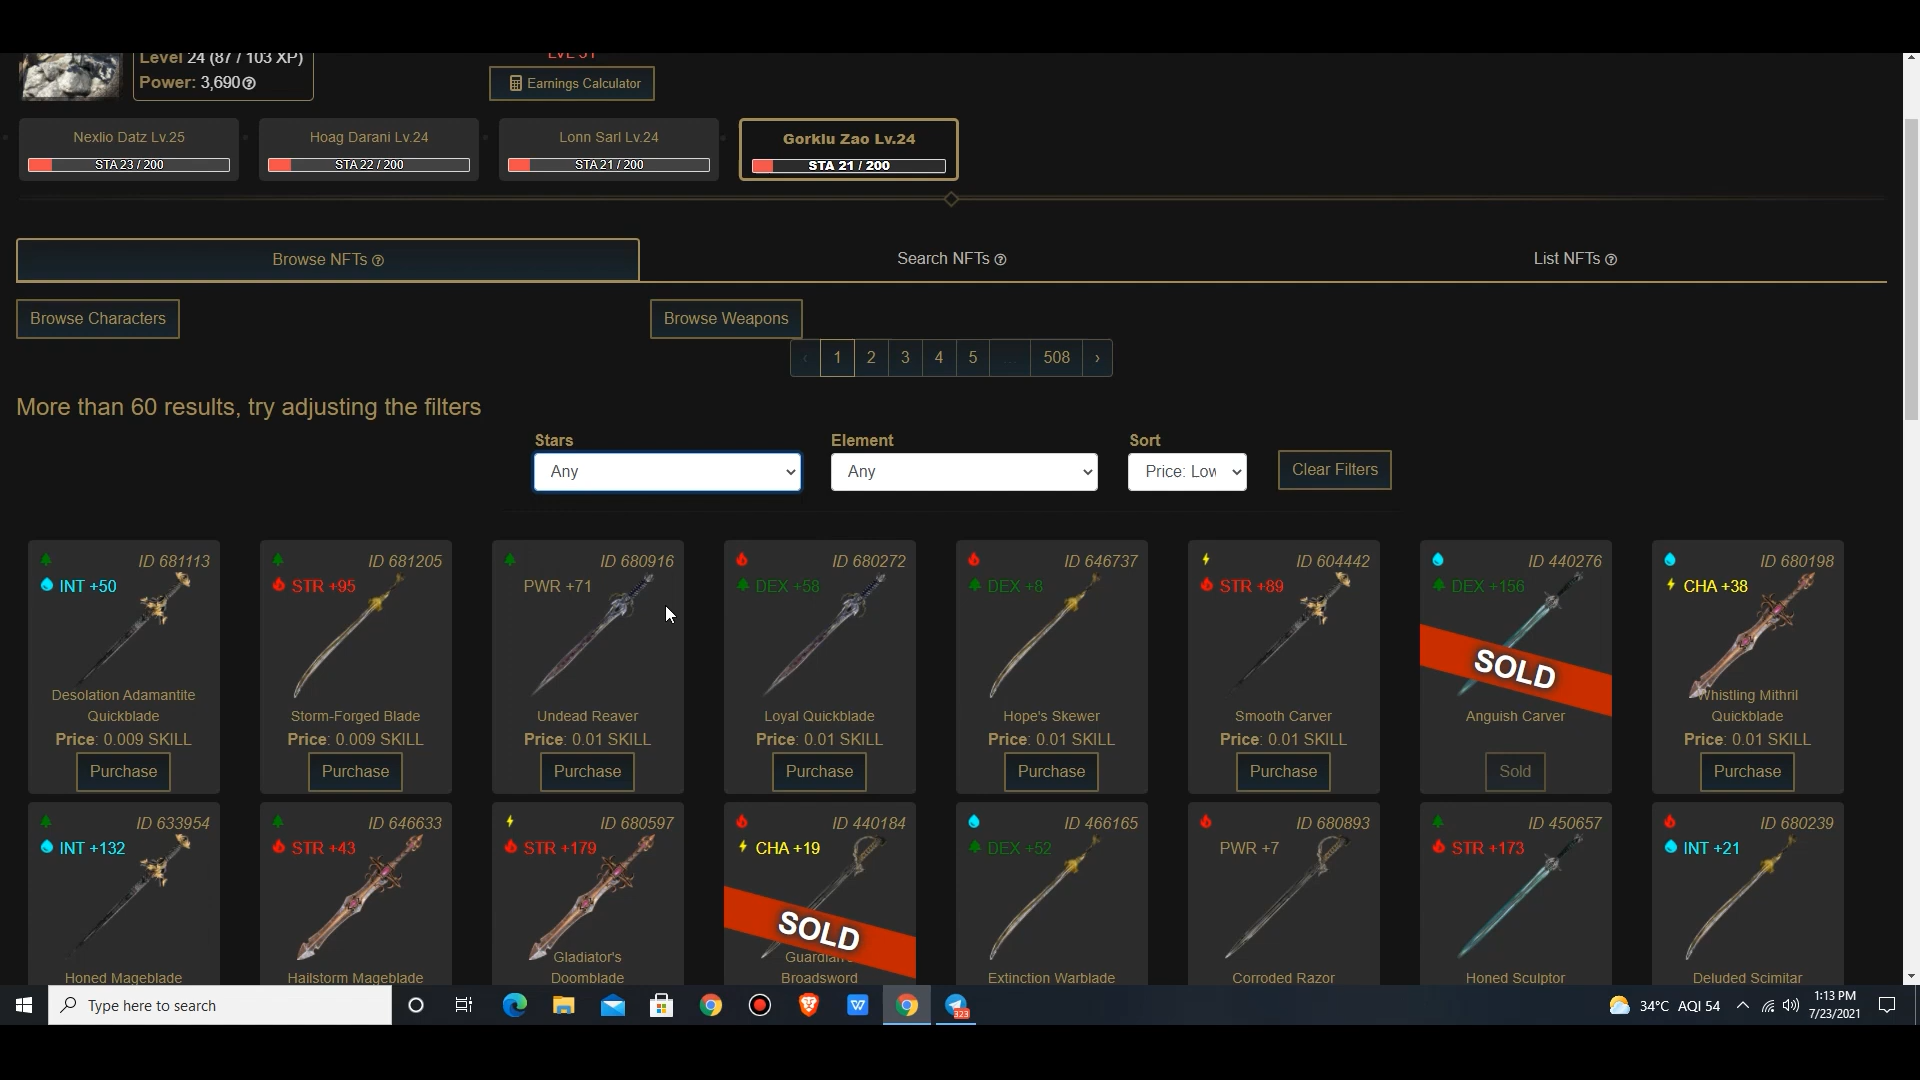 Level 24 (87 / 103 XP)
Power: 3,690
LVL 31
Earnings Calculator
Nexlio Datz Lv.25
STA 23 / 200
Hoag Darani Lv.24
STA 22 / 200
Lonn Sarl Lv.24
STA 21 / 200
Gorklu Zao Lv.24
STA 21 / 200
Browse NFTs
Search NFTs
List NFTs
Browse Characters
Browse Weapons
‹ 1 2 3 4 5 ... 508 ›
More than 60 results, try adjusting the filters
Stars
Element
Sort
Any
Any
Price: Low
Clear Filters
ID 681113
INT +50
Desolation Adamantite
Quickblade
Price: 0.009 SKILL
Purchase
ID 681205
STR +95
Storm-Forged Blade
Price: 0.009 SKILL
Purchase
ID 680916
PWR +71
Undead Reaver
Price: 0.01 SKILL
Purchase
ID 680272
DEX +58
Loyal Quickblade
Price: 0.01 SKILL
Purchase
ID 646737
DEX +8
Hope's Skewer
Price: 0.01 SKILL
Purchase
ID 604442
STR +89
Smooth Carver
Price: 0.01 SKILL
Purchase
ID 440276
DEX +156
SOLD
Anguish Carver
Sold
ID 680198
CHA +38
Whistling Mithril
Quickblade
Price: 0.01 SKILL
Purchase
ID 633954
INT +132
Honed Mageblade
ID 646633
STR +43
Hailstorm Mageblade
ID 680597
STR +179
Gladiator's
Doomblade
ID 440184
CHA +19
SOLD
Guardian's
Broadsword
ID 466165
DEX +52
Extinction Warblade
ID 680893
PWR +7
Corroded Razor
ID 450657
STR +173
Honed Sculptor
ID 680239
INT +21
Deluded Scimitar
Type here to search
323
34°C AQI 54
1:13 PM
7/23/2021